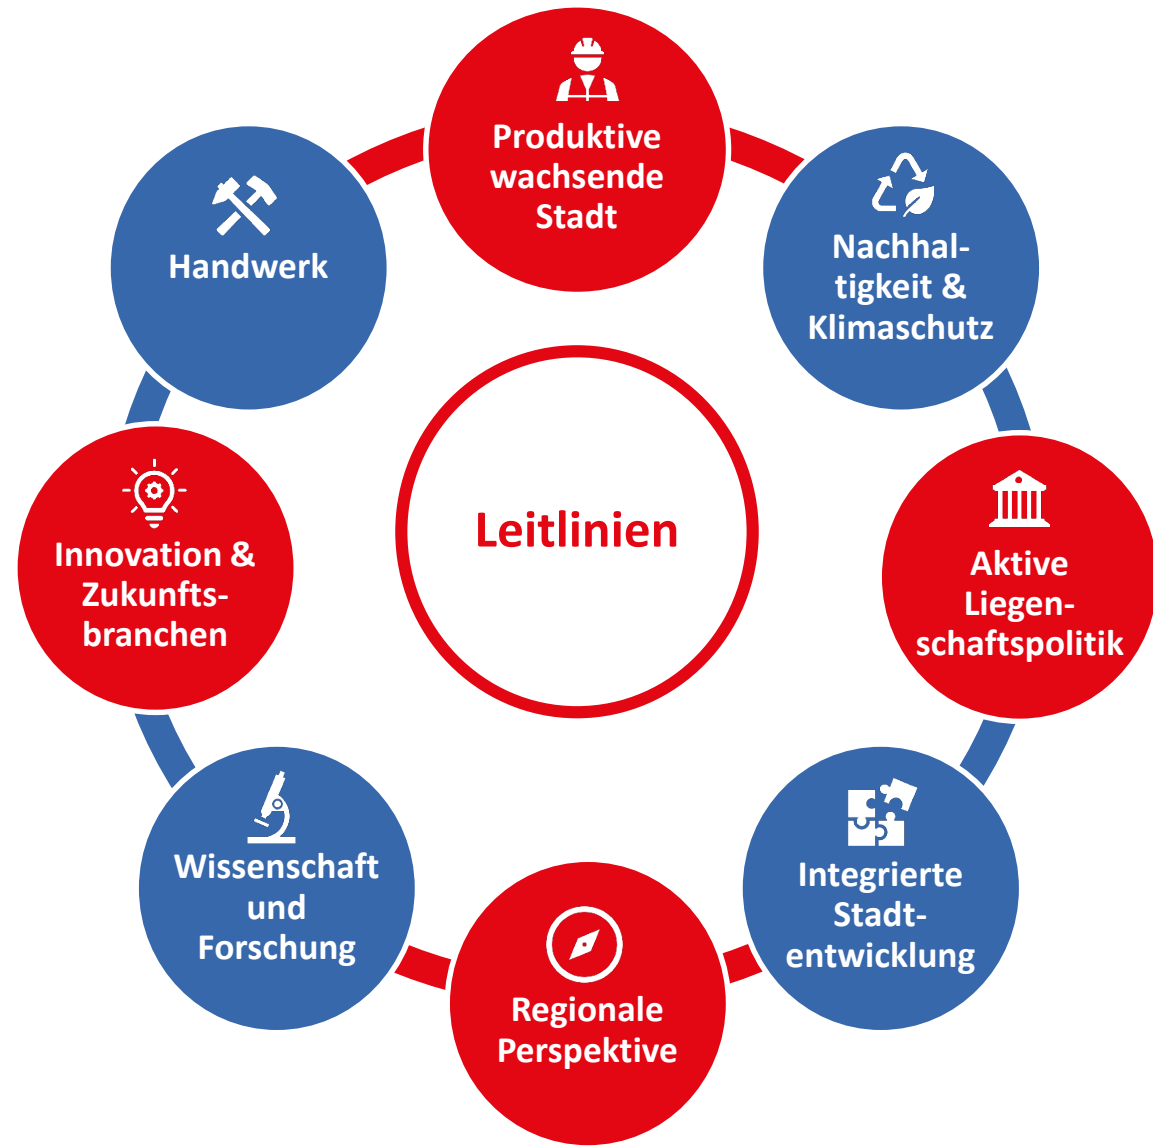 Produktive
wachsende
Stadt
Nachhal-
tigkeit &
Klimaschutz
Aktive
Liegen-
schaftspolitik
Integrierte
Stadt-
entwicklung
Regionale
Perspektive
Wissenschaft
und
Forschung
Innovation &
Zukunfts-
branchen
Handwerk
Leitlinien